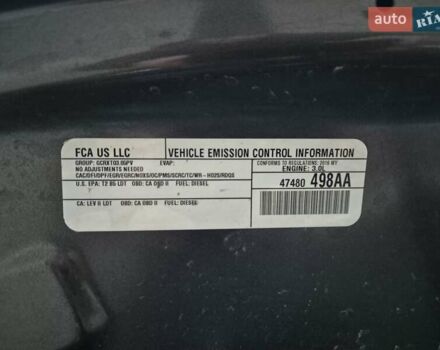 auto RIA
FCA US LLC
VEHICLE EMISSION CONTROL INFORMATION
GROUP: GCRXT03.05PV EVAP:
CONFORMS TO REGULATIONS: 2016 MY
NO ADJUSTMENTS NEEDED
ENGINE: 3.0L
CAC/DFI/DPF/EGR/EGRC/NOXS/OC/PMS/SCRC/TC/WR-HO2S/RDQS
U.S. EPA: T2 B5 LDT OBD: CA OBD II FUEL: DIESEL
47480 498AA
CA: LEV II LDT OBD: CA OBD II FUEL: DIESEL